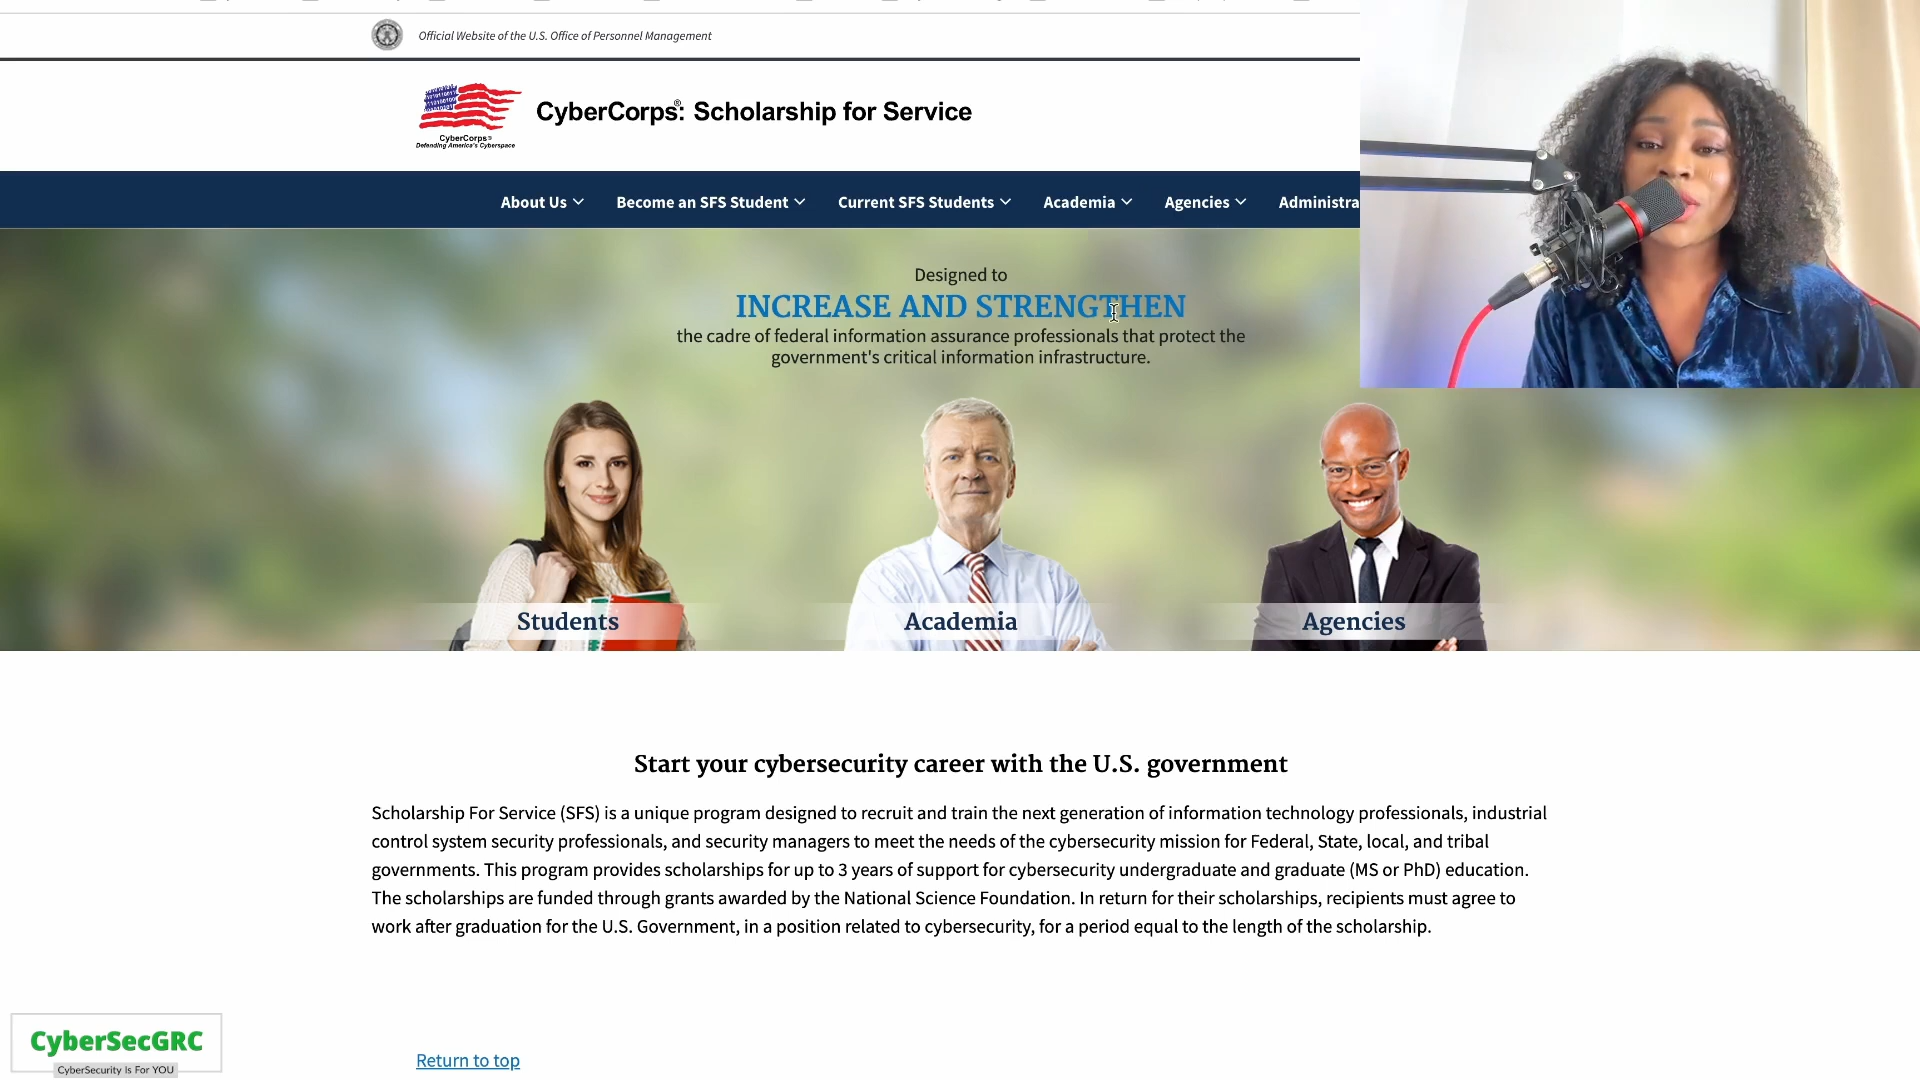 Official Website of the U.S. Office of Personnel Management
CyberCorps®: Scholarship for Service
CyberCorps®
Defending America's Cyberspace
About Us
Become an SFS Student
Current SFS Students
Academia
Agencies
Administra
Designed to
INCREASE AND STRENGTHEN
the cadre of federal information assurance professionals that protect the
government's critical information infrastructure.
Students
Academia
Agencies
Start your cybersecurity career with the U.S. government
Scholarship For Service (SFS) is a unique program designed to recruit and train the next generation of information technology professionals, industrial
control system security professionals, and security managers to meet the needs of the cybersecurity mission for Federal, State, local, and tribal
governments. This program provides scholarships for up to 3 years of support for cybersecurity undergraduate and graduate (MS or PhD) education.
The scholarships are funded through grants awarded by the National Science Foundation. In return for their scholarships, recipients must agree to
work after graduation for the U.S. Government, in a position related to cybersecurity, for a period equal to the length of the scholarship.
CyberSecGRC
CyberSecurity Is For YOU
Return to top